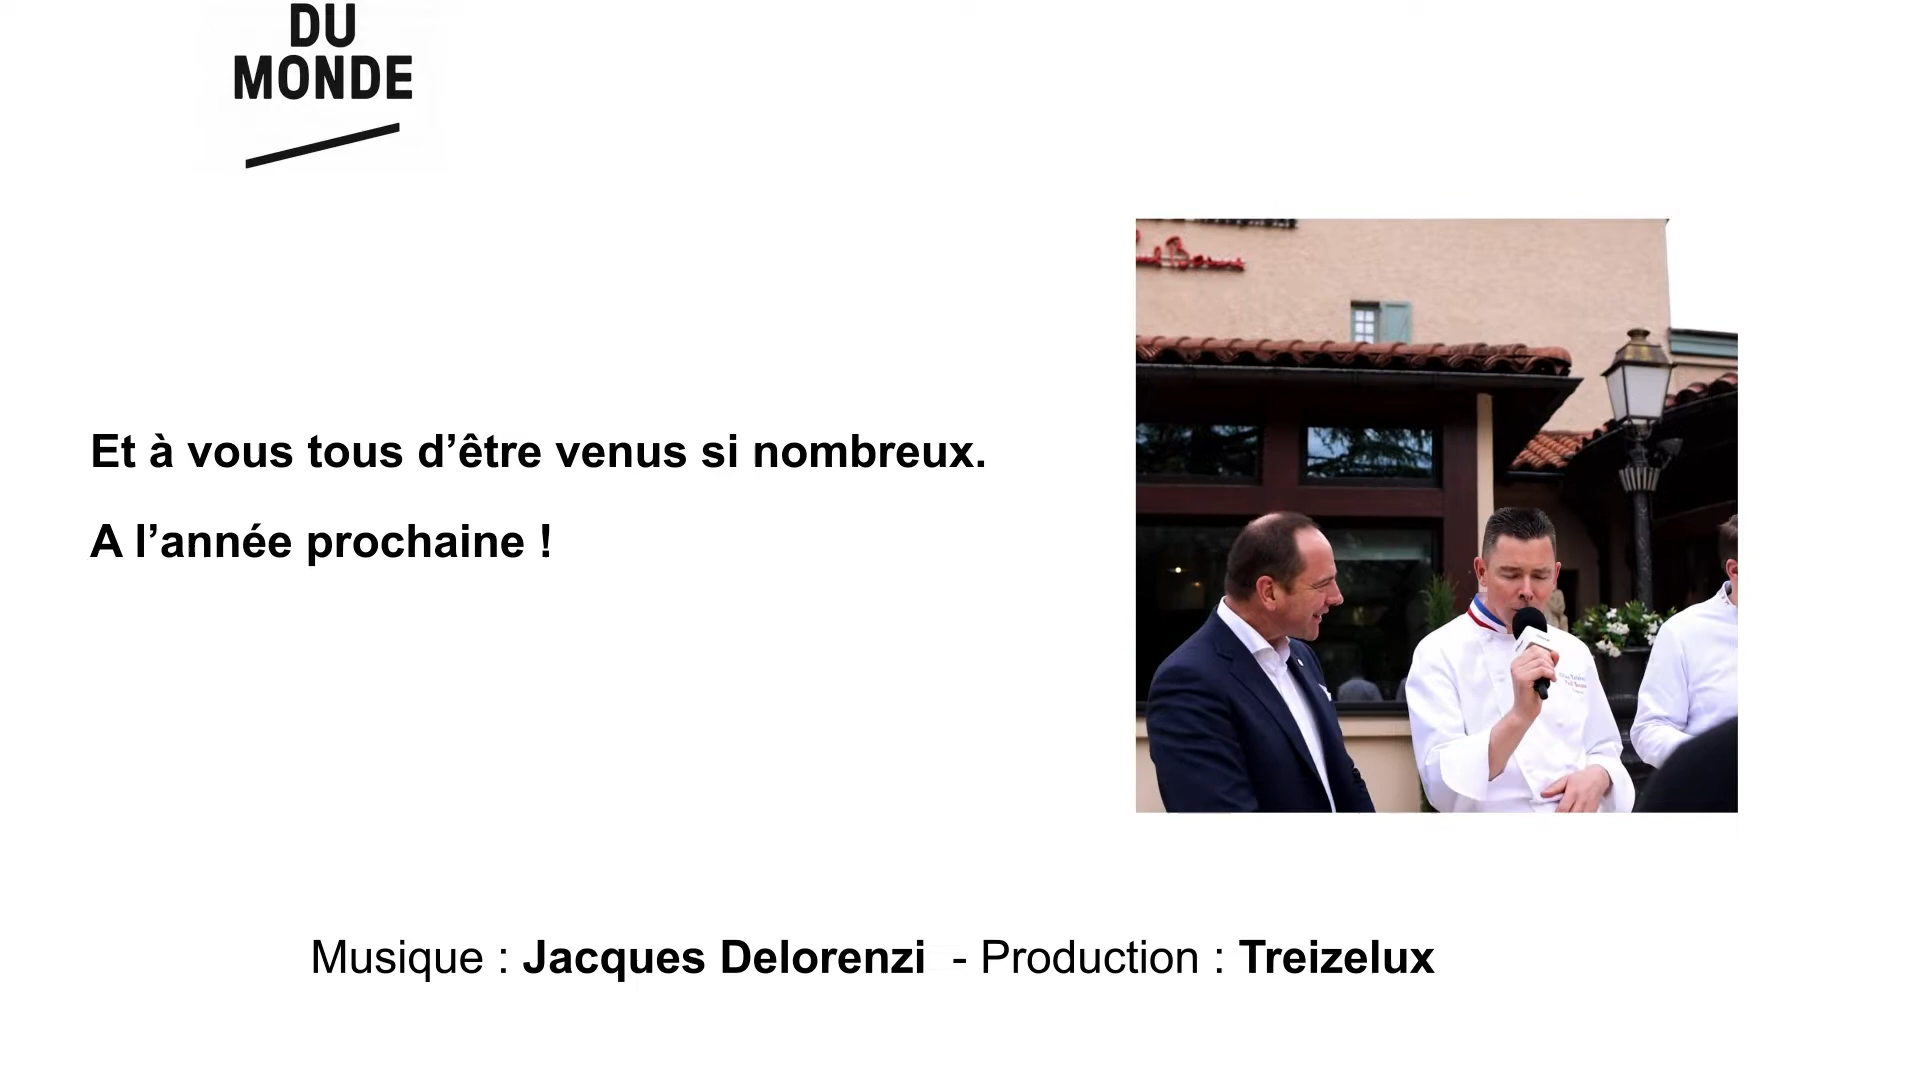 DU
MONDE
Et à vous tous d’être venus si nombreux.
A l’année prochaine !
Musique : Jacques Delorenzi - Production : Treizelux